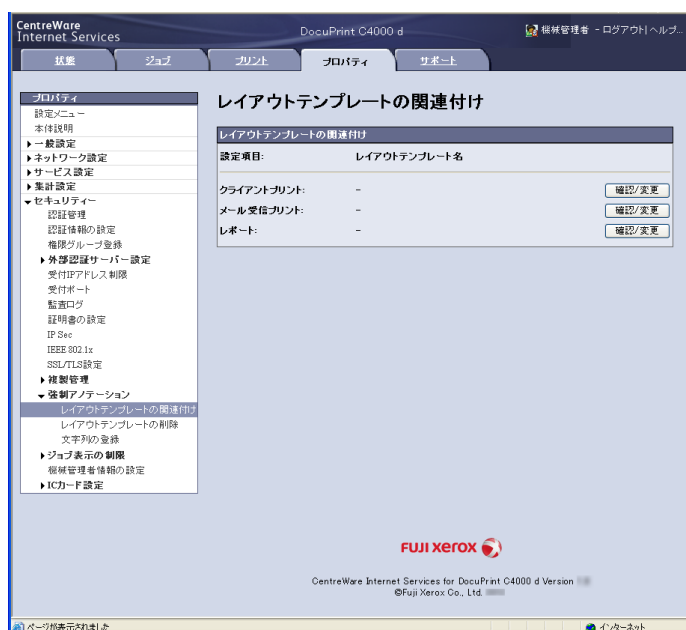 CentreWare
Internet Services
DocuPrint C4000 d
機械管理者 - ログアウト| ヘルプ...
状態
ジョブ
プリント
プロパティ
サポート
プロパティ
設定メニュー
本体説明
一般設定
ネットワーク設定
サービス設定
集計設定
セキュリティー
認証管理
認証情報の設定
権限グループ登録
外部認証サーバー設定
受付IPアドレス制限
受付ポート
監査ログ
証明書の設定
IP Sec
IEEE 802.1x
SSL/TLS設定
複製管理
強制アノテーション
レイアウトテンプレートの関連付け
レイアウトテンプレートの削除
文字列の登録
ジョブ表示の制限
機械管理者情報の設定
ICカード設定
レイアウトテンプレートの関連付け
レイアウトテンプレートの関連付け
設定項目: レイアウトテンプレート名
クライアントプリント: - 確認/変更
メール受信プリント: - 確認/変更
レポート: - 確認/変更
FUJI xerox
CentreWare Internet Services for DocuPrint C4000 d Version
©Fuji Xerox Co., Ltd.
ページが表示されました
インターネット